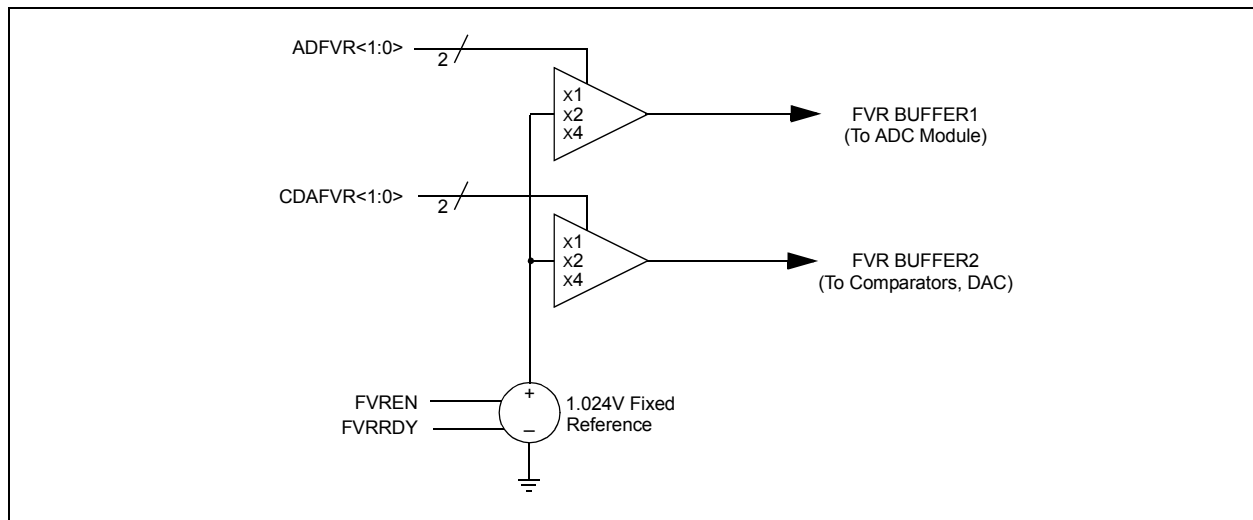 ADFVR<1:0>
2
X1
X2
X4
FVR BUFFER1
(To ADC Module)
CDAFVR<1:0>
2
X1
X2
X4
FVR BUFFER2
(To Comparators, DAC)
FVREN
FVRRDY
+
_
1.024V Fixed
Reference